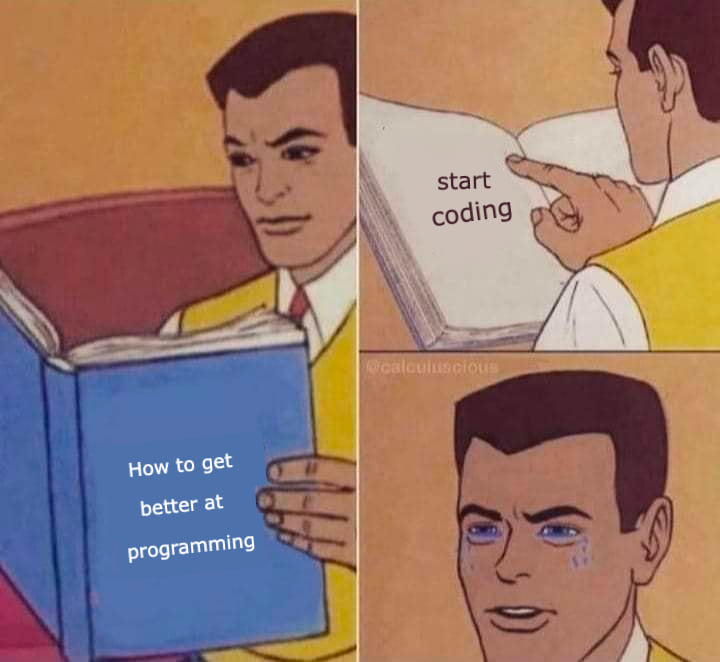 How to get
better at
programming
start
coding
@calculuscious